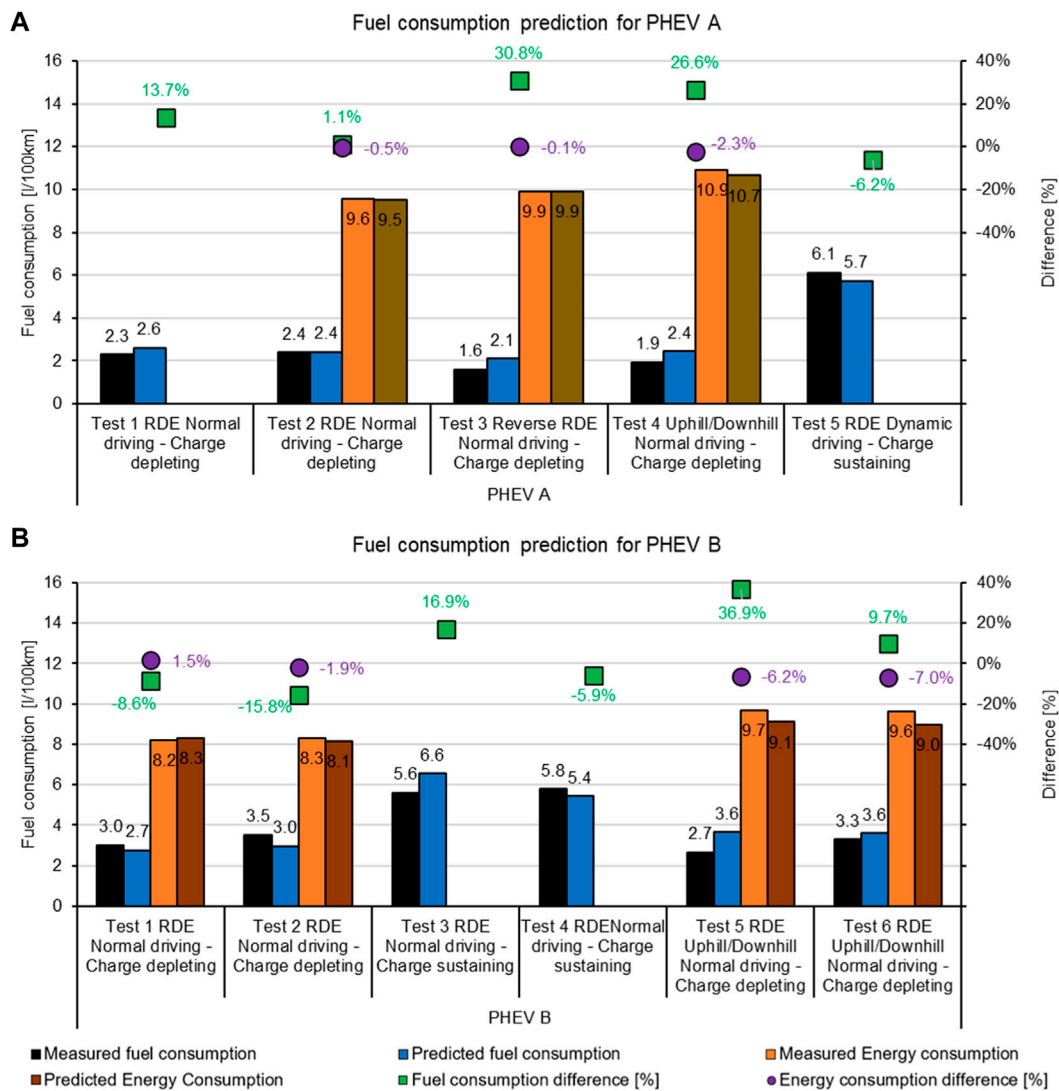 A
Fuel consumption prediction for PHEV A
Fuel consumption [l/100km]
Difference [%]
16
14
12
10
8
6
4
2
0
40%
20%
0%
-20%
-40%
13.7%
1.1%
30.8%
26.6%
-0.5%
-0.1%
-2.3%
-6.2%
2.3
2.6
2.4
2.4
9.6
9.5
1.6
2.1
9.9
9.9
1.9
2.4
10.9
10.7
6.1
5.7
Test 1 RDE Normal
driving - Charge
depleting
Test 2 RDE Normal
driving - Charge
depleting
Test 3 Reverse RDE
Normal driving -
Charge depleting
Test 4 Uphill/Downhill
Normal driving -
Charge depleting
Test 5 RDE Dynamic
driving - Charge
sustaining
PHEV A
B
Fuel consumption prediction for PHEV B
Fuel consumption [l/100km]
Difference [%]
16
14
12
10
8
6
4
2
0
40%
20%
0%
-20%
-40%
1.5%
-8.6%
-1.9%
-15.8%
16.9%
-5.9%
36.9%
-6.2%
9.7%
-7.0%
3.0
2.7
8.2
8.3
3.5
3.0
8.3
8.1
5.6
6.6
5.8
5.4
2.7
3.6
9.7
9.1
3.3
3.6
9.6
9.0
Test 1 RDE
Normal driving -
Charge depleting
Test 2 RDE
Normal driving -
Charge depleting
Test 3 RDE
Normal driving -
Charge sustaining
Test 4 RDENormal
driving - Charge
sustaining
Test 5 RDE
Uphill/Downhill
Normal driving -
Charge depleting
Test 6 RDE
Uphill/Downhill
Normal driving -
Charge depleting
PHEV B
Measured fuel consumption
Predicted fuel consumption
Measured Energy consumption
Predicted Energy Consumption
Fuel consumption difference [%]
Energy consumption difference [%]